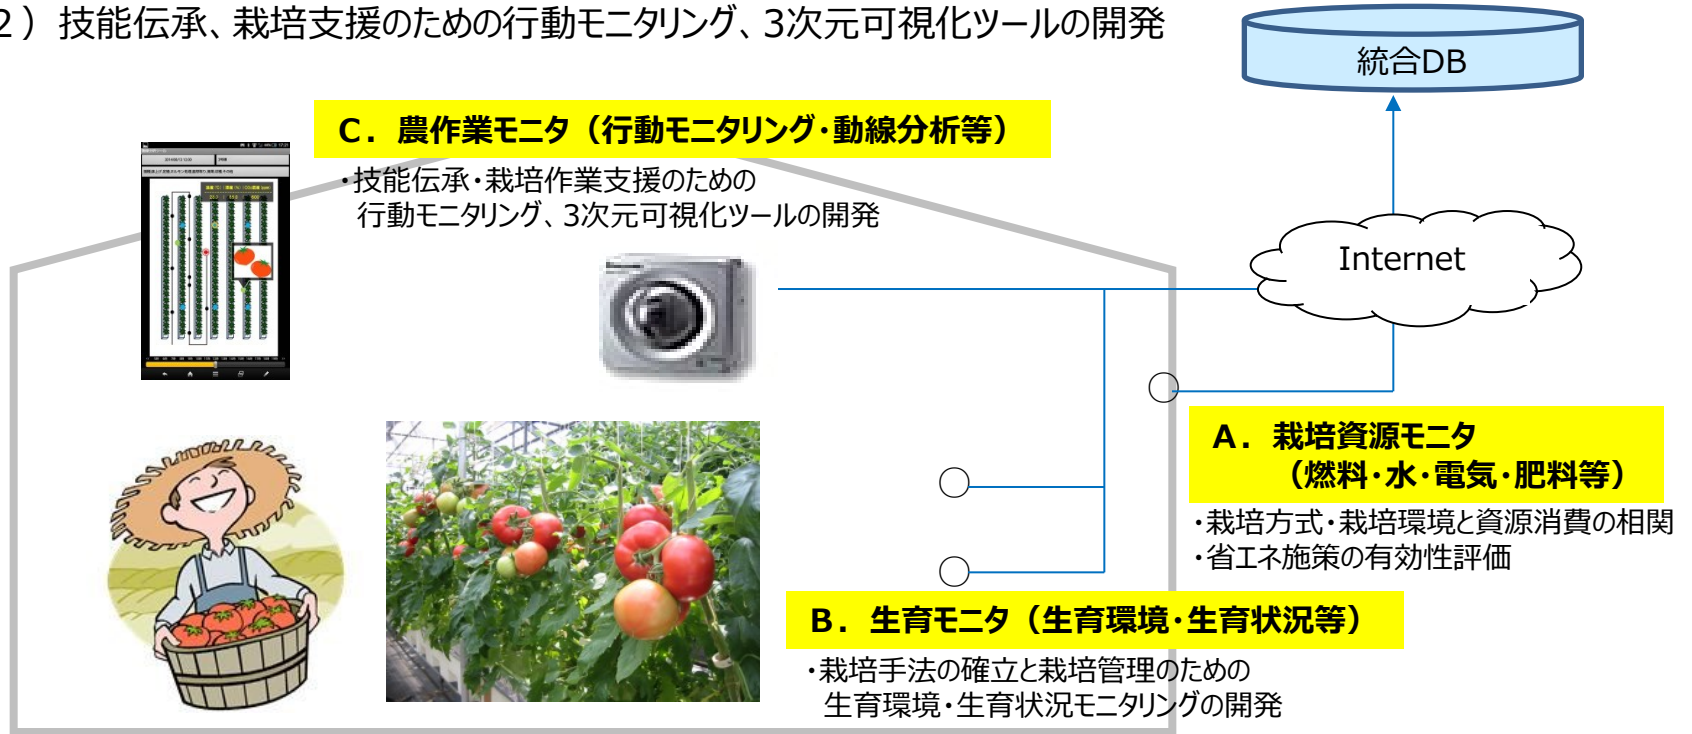 ２）技能伝承、栽培支援のための行動モニタリング、3次元可視化ツールの開発
統合DB
Ｃ．農作業モニタ（行動モニタリング・動線分析等）
・技能伝承・栽培作業支援のための
行動モニタリング、3次元可視化ツールの開発
Internet
Ａ．栽培資源モニタ
（燃料・水・電気・肥料等）
・栽培方式・栽培環境と資源消費の相関
・省エネ施策の有効性評価
Ｂ．生育モニタ（生育環境・生育状況等）
・栽培手法の確立と栽培管理のための
生育環境・生育状況モニタリングの開発